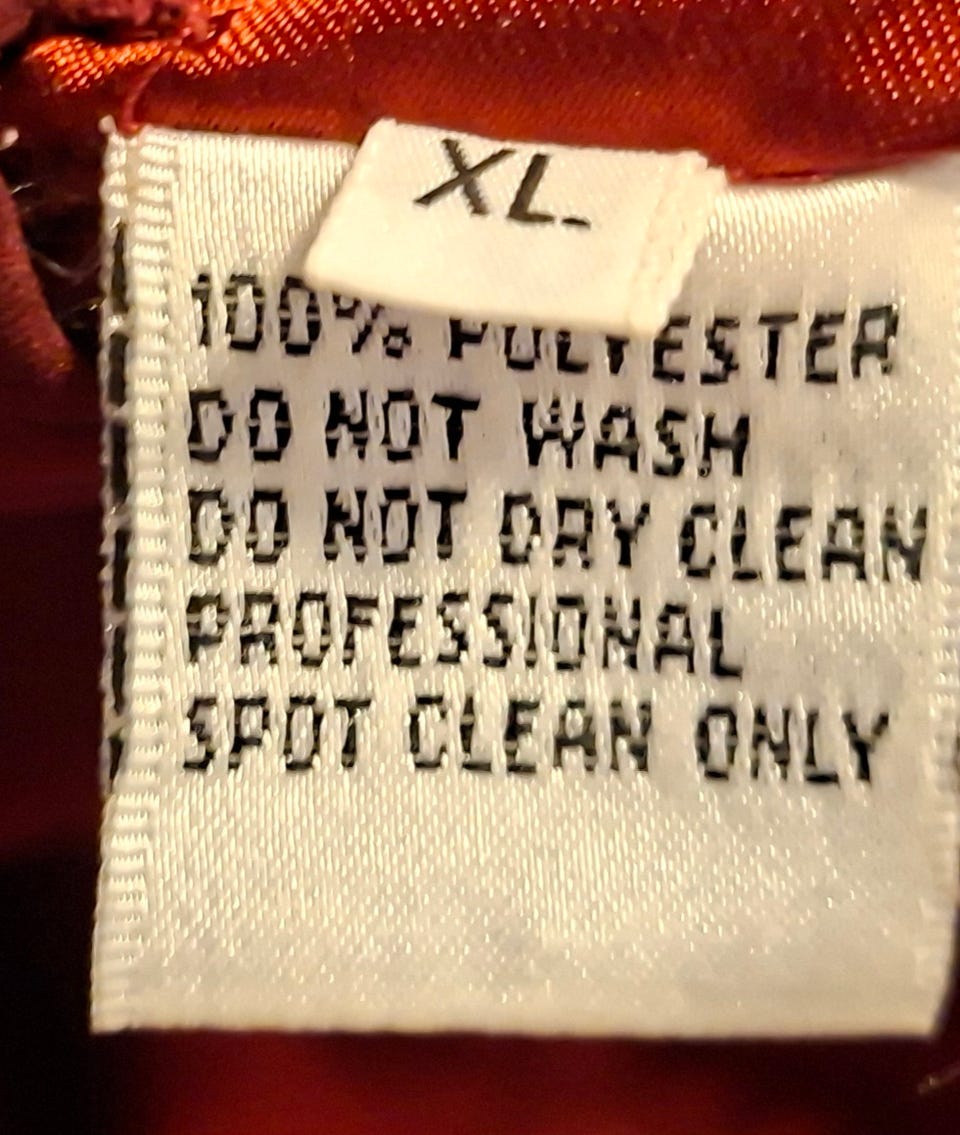 XL
100% POLYESTER
DO NOT WASH
DO NOT DRY CLEAN
PROFESSIONAL
SPOT CLEAN ONLY